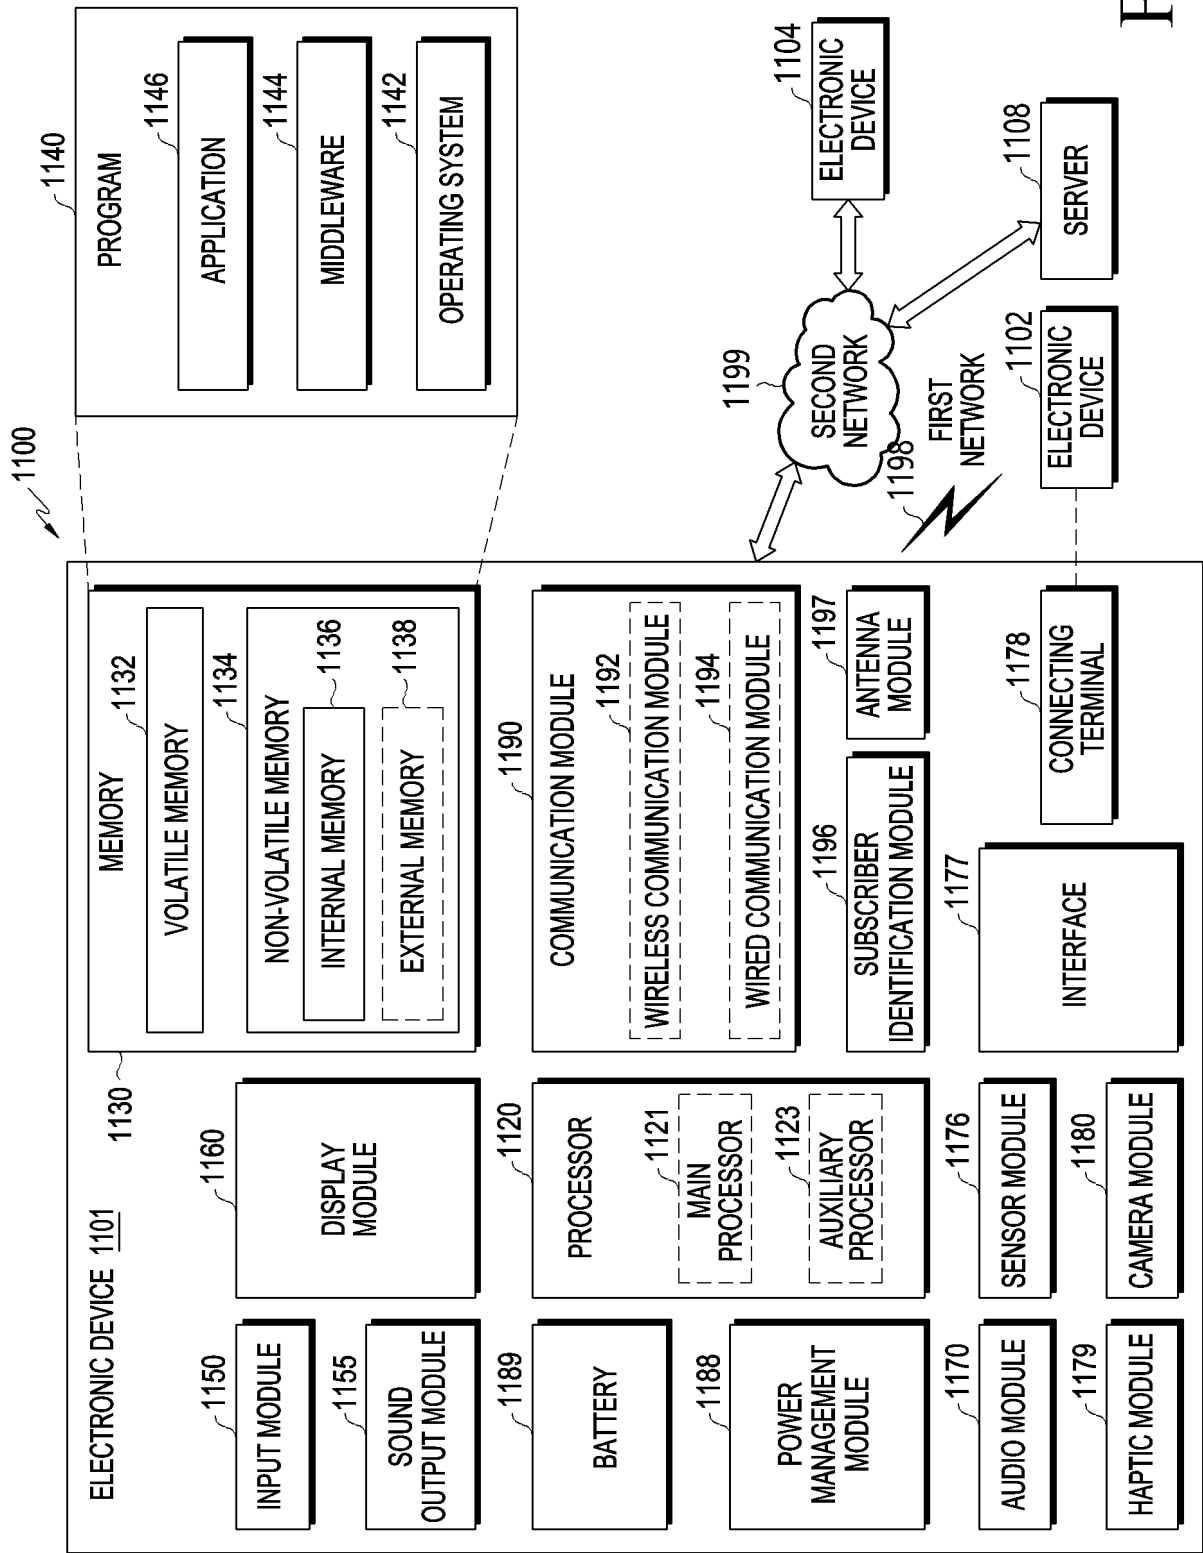 1100
ELECTRONIC DEVICE 1101
1130
MEMORY
1132
VOLATILE MEMORY
1134
NON-VOLATILE MEMORY
1136
INTERNAL MEMORY
1138
EXTERNAL MEMORY
1140
PROGRAM
1146
APPLICATION
1144
MIDDLEWARE
1142
OPERATING SYSTEM
1150
INPUT MODULE
1155
SOUND
OUTPUT MODULE
1160
DISPLAY
MODULE
1189
BATTERY
1188
POWER
MANAGEMENT
MODULE
1120
PROCESSOR
1121
MAIN
PROCESSOR
1123
AUXILIARY
PROCESSOR
1190
COMMUNICATION MODULE
1192
WIRELESS COMMUNICATION MODULE
1194
WIRED COMMUNICATION MODULE
1196
SUBSCRIBER
IDENTIFICATION MODULE
1197
ANTENNA
MODULE
1170
AUDIO MODULE
1176
SENSOR MODULE
1177
INTERFACE
1178
CONNECTING
TERMINAL
1179
HAPTIC MODULE
1180
CAMERA MODULE
1199
SECOND
NETWORK
1198
FIRST
NETWORK
1104
ELECTRONIC
DEVICE
1108
SERVER
1102
ELECTRONIC
DEVICE